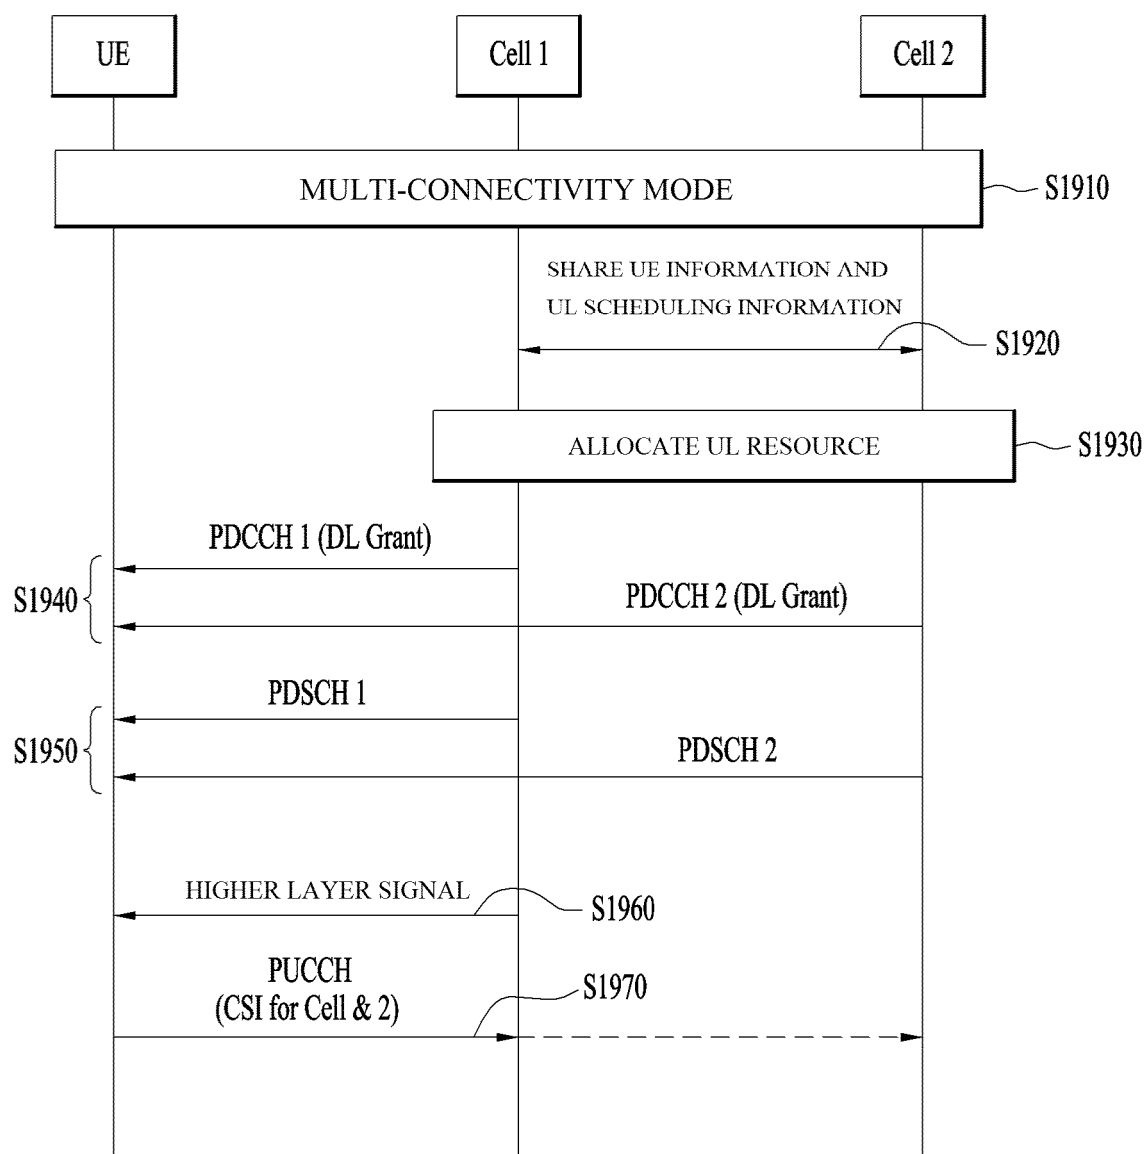 UE
Cell 1
Cell 2
MULTI-CONNECTIVITY MODE
S1910
SHARE UE INFORMATION AND
UL SCHEDULING INFORMATION
S1920
ALLOCATE UL RESOURCE
S1930
PDCCH 1 (DL Grant)
S1940
PDCCH 2 (DL Grant)
PDSCH 1
S1950
PDSCH 2
HIGHER LAYER SIGNAL
S1960
PUCCH
(CSI for Cell & 2)
S1970